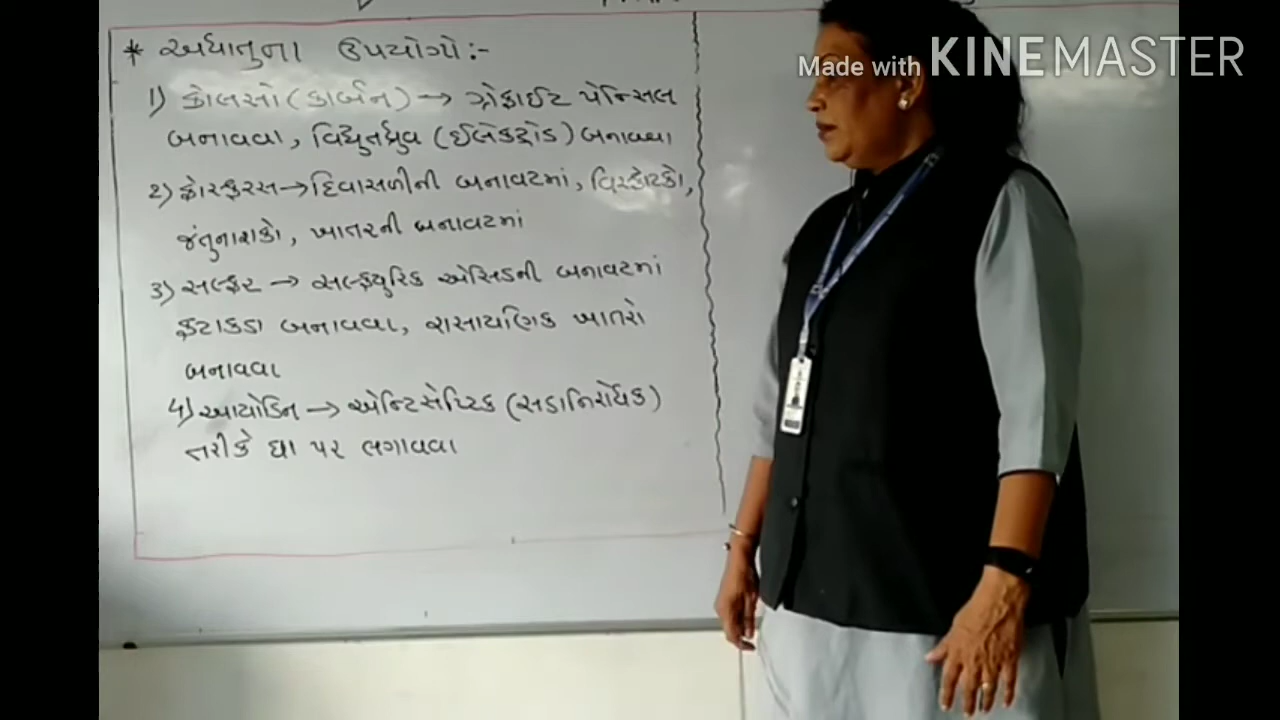 Made with KINEMASTER
* અધાતુના ઉપયોગો :-
1) કોલસો (કાર્બન) → ગ્રેફાઈટ પેન્સિલ
બનાવવા, વિદ્યુતધ્રુવ (ઈલેક્ટ્રોડ) બનાવવા
2) ફોસ્ફરસ → દિવાસળીની બનાવટમાં, વિસ્ફોટકો,
જંતુનાશકો, ખાતરની બનાવટમાં
3) સલ્ફર → સલ્ફયુરિક એસિડની બનાવટમાં
ફટાકડા બનાવવા, રાસાયણિક ખાતરો
બનાવવા
4) આયોડિન → એન્ટિસેપ્ટિક (સડાનિરોધક)
તરીકે ઘા પર લગાવવા